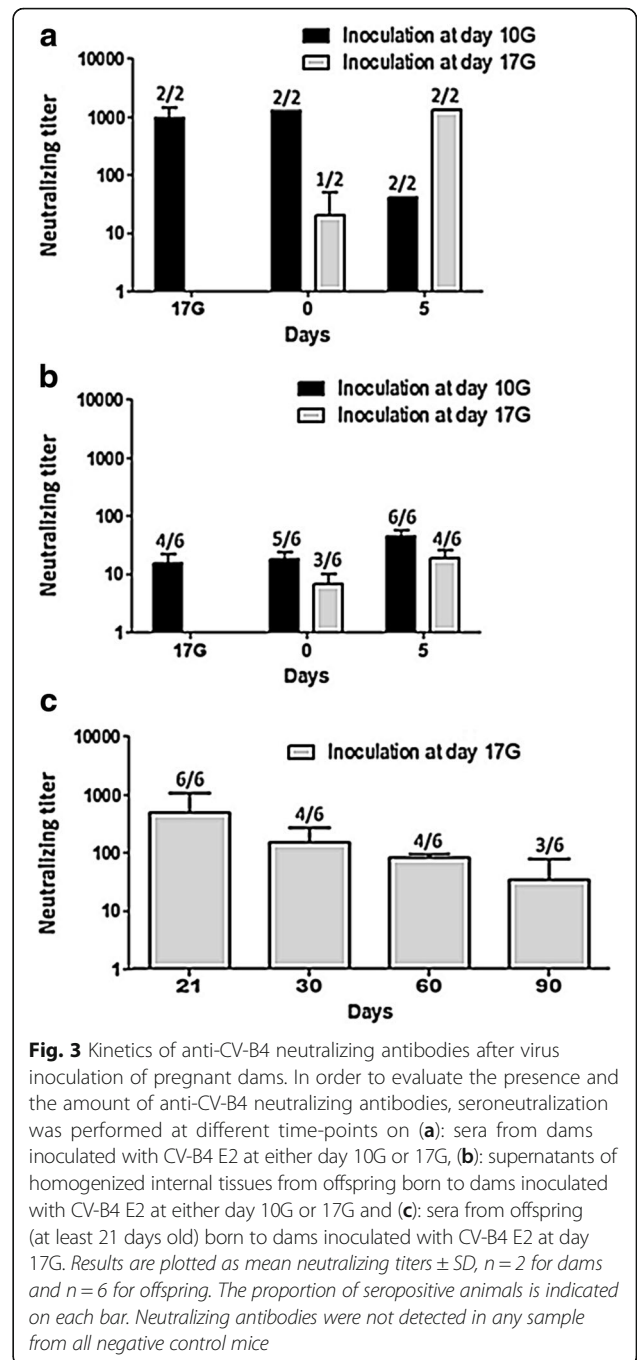 a
Inoculation at day 10G
Inoculation at day 17G
10000
1000
100
10
1
Neutralizing titer
2/2
2/2
1/2
2/2
2/2
17G
0
5
Days
b
Inoculation at day 10G
Inoculation at day 17G
10000
1000
100
10
1
Neutralizing titer
4/6
5/6
3/6
6/6
4/6
17G
0
5
Days
c
Inoculation at day 17G
10000
1000
100
10
1
Neutralizing titer
6/6
4/6
4/6
3/6
21
30
60
90
Days
Fig. 3 Kinetics of anti-CV-B4 neutralizing antibodies after virus
inoculation of pregnant dams. In order to evaluate the presence and
the amount of anti-CV-B4 neutralizing antibodies, seroneutralization
was performed at different time-points on (a): sera from dams
inoculated with CV-B4 E2 at either day 10G or 17G, (b): supernatants of
homogenized internal tissues from offspring born to dams inoculated
with CV-B4 E2 at either day 10G or 17G and (c): sera from offspring
(at least 21 days old) born to dams inoculated with CV-B4 E2 at day
17G. Results are plotted as mean neutralizing titers ± SD, n = 2 for dams
and n = 6 for offspring. The proportion of seropositive animals is indicated
on each bar. Neutralizing antibodies were not detected in any sample
from all negative control mice